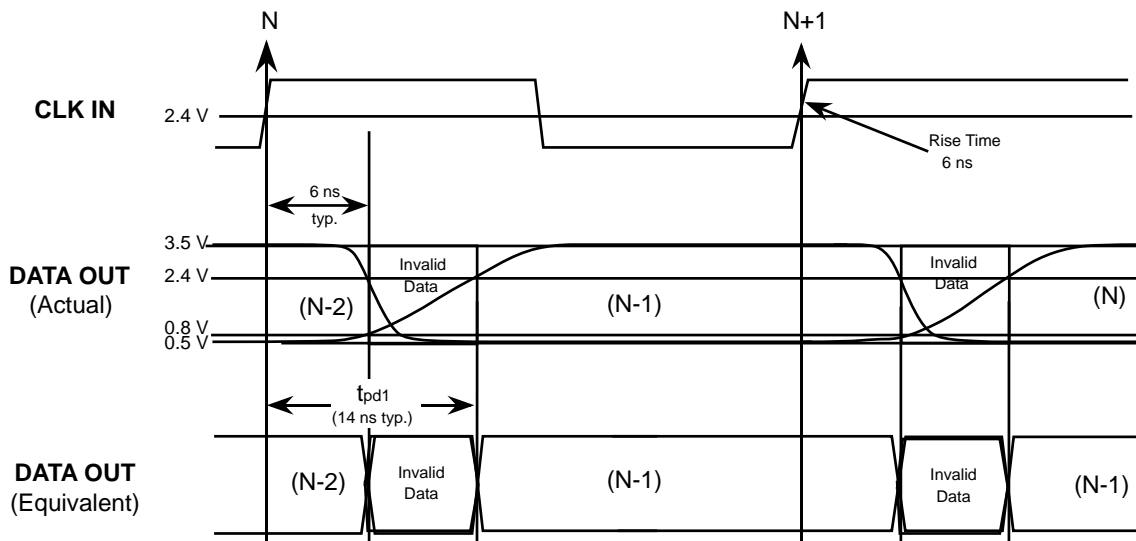 N
N+1
CLK IN
2.4 V
Rise Time
6 ns
6 ns
typ.
3.5 V
DATA OUT
(Actual)
2.4 V
Invalid
Data
Invalid
Data
(N-2)
(N-1)
(N)
0.8 V
0.5 V
tpd1
(14 ns typ.)
DATA OUT
(Equivalent)
(N-2)
Invalid
Data
(N-1)
Invalid
Data
(N-1)